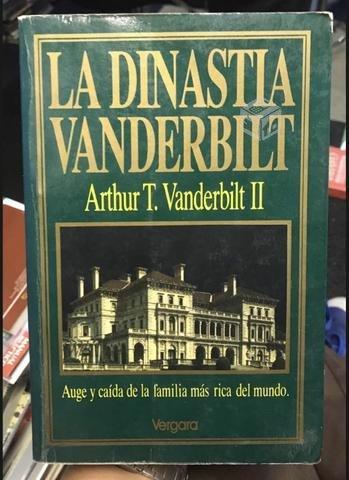 LA DINASTIA
VANDERBILT
Arthur T. Vanderbilt II
Auge y caída de la familia más rica del mundo.
Vergara